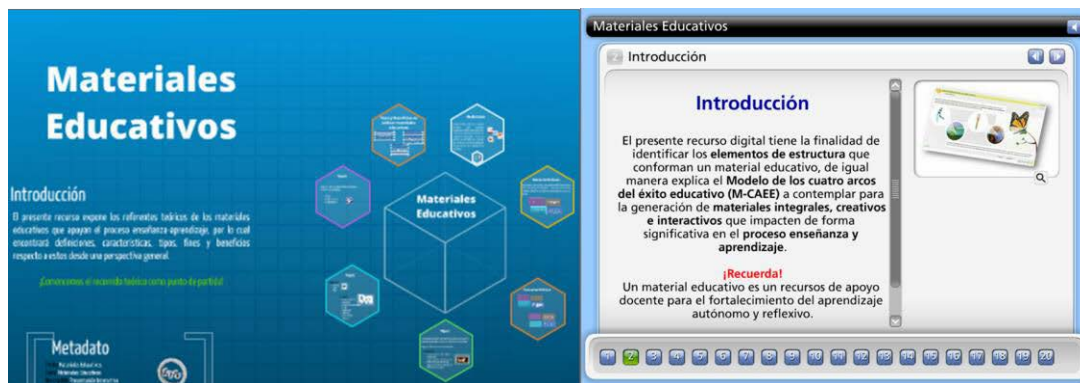 Materiales
Educativos
Introducción
El presente recurso expone los referentes teóricos de los materiales
educativos que apoyan el proceso enseñanza-aprendizaje, por lo cual
encontrará definiciones, características, tipos, fines y beneficios
respecto a estos desde una perspectiva general.
¡Comencemos el recorrido teórico como punto de partida!
Metadato
Materiales
Educativos
Materiales Educativos
Introducción
Introducción
El presente recurso digital tiene la finalidad de
identificar los elementos de estructura que
conforman un material educativo, de igual
manera explica el Modelo de los cuatro arcos
del éxito educativo (M-CAEE) a contemplar para
la generación de materiales integrales, creativos
e interactivos que impacten de forma
significativa en el proceso enseñanza y
aprendizaje.
¡Recuerda!
Un material educativo es un recursos de apoyo
docente para el fortalecimiento del aprendizaje
autónomo y reflexivo.
1 2 3 4 5 6 7 8 9 10 11 12 13 14 15 16 17 18 19 20